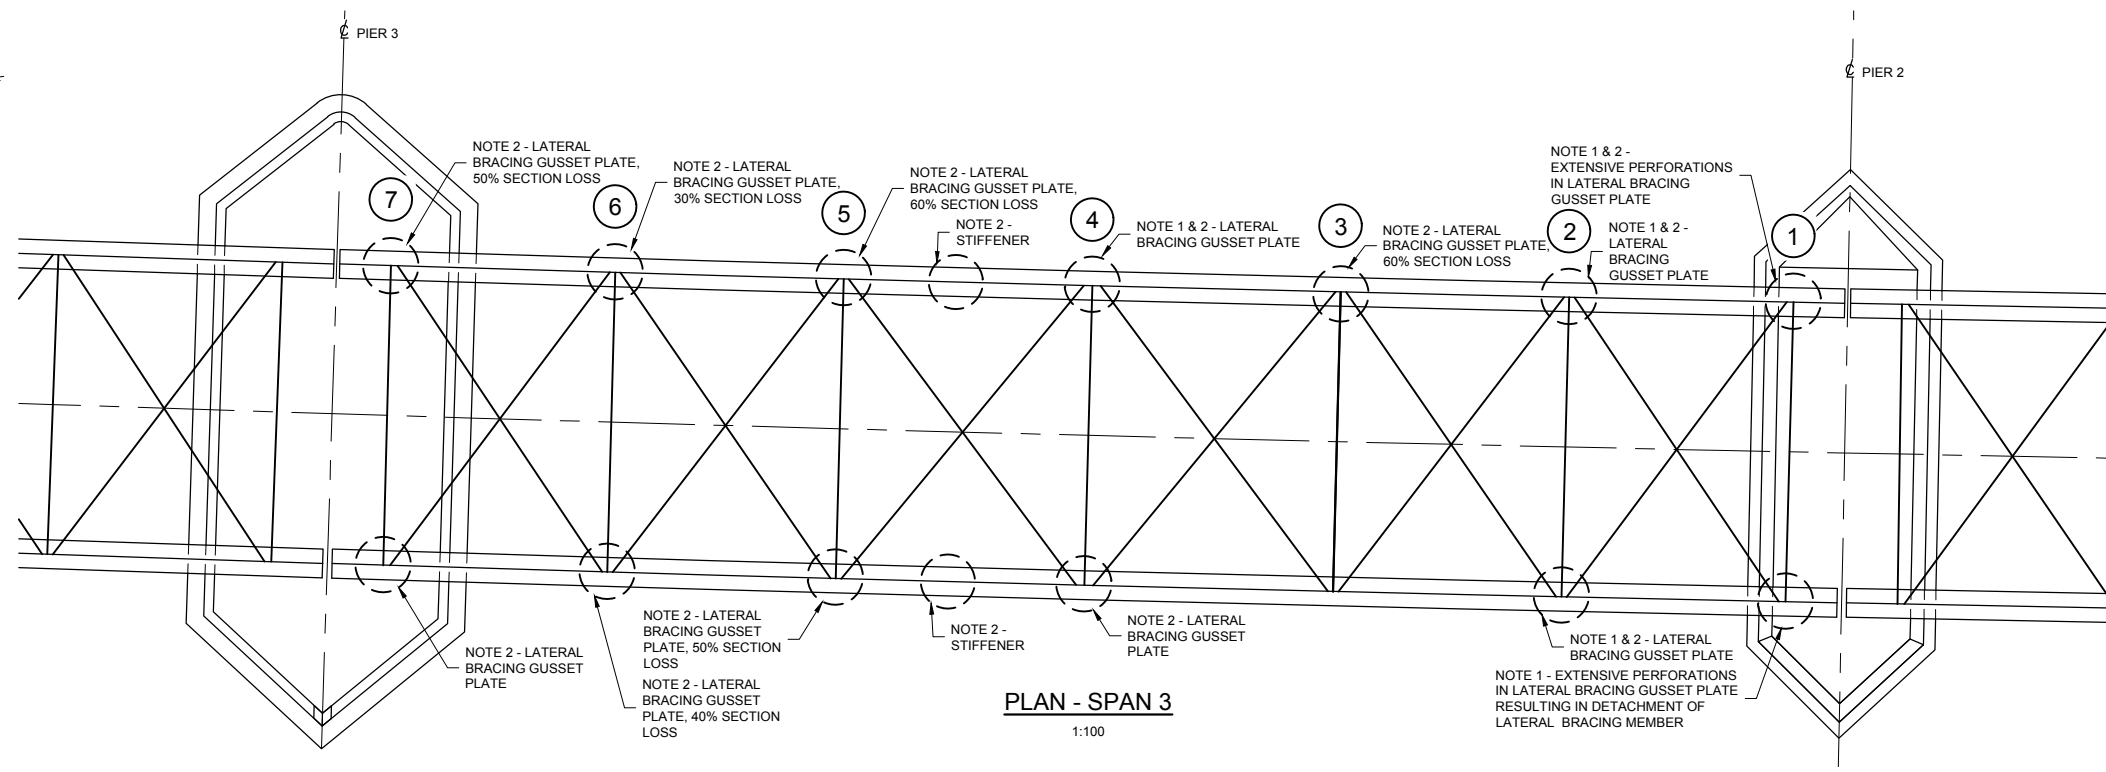 ℄ PIER 3
℄ PIER 2
NOTE 2 - LATERAL
BRACING GUSSET PLATE,
50% SECTION LOSS
7
NOTE 2 - LATERAL
BRACING GUSSET PLATE,
30% SECTION LOSS
6
NOTE 2 - LATERAL
BRACING GUSSET PLATE,
60% SECTION LOSS
5
NOTE 2 -
STIFFENER
4
NOTE 1 & 2 - LATERAL
BRACING GUSSET PLATE
3
NOTE 2 - LATERAL
BRACING GUSSET PLATE,
60% SECTION LOSS
NOTE 1 & 2 -
EXTENSIVE PERFORATIONS
IN LATERAL BRACING
GUSSET PLATE
2
NOTE 1 & 2 -
LATERAL
BRACING
GUSSET PLATE
1
NOTE 2 - LATERAL
BRACING GUSSET
PLATE
NOTE 2 - LATERAL
BRACING GUSSET
PLATE, 50% SECTION
LOSS
NOTE 2 - LATERAL
BRACING GUSSET
PLATE, 40% SECTION
LOSS
NOTE 2 -
STIFFENER
NOTE 2 - LATERAL
BRACING GUSSET
PLATE
NOTE 1 & 2 - LATERAL
BRACING GUSSET PLATE
NOTE 1 - EXTENSIVE PERFORATIONS
IN LATERAL BRACING GUSSET PLATE
RESULTING IN DETACHMENT OF
LATERAL BRACING MEMBER
PLAN - SPAN 3
1:100